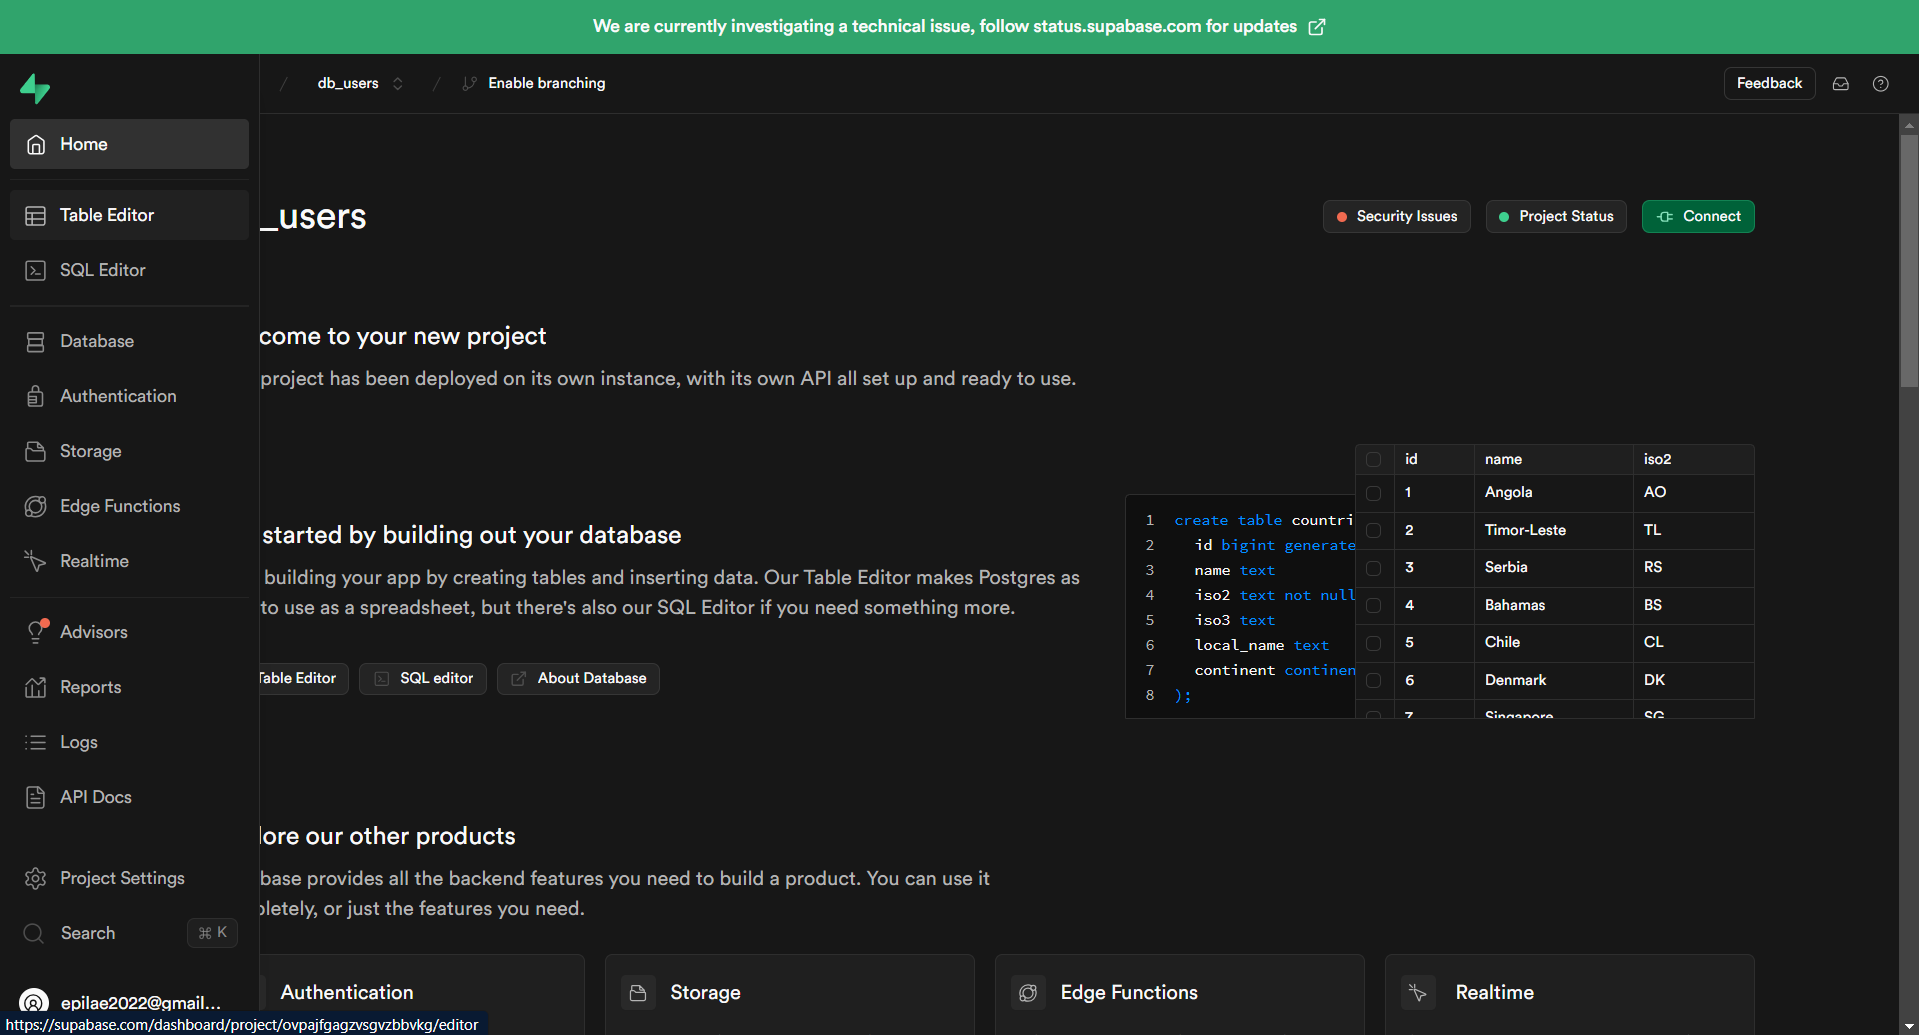 We are currently investigating a technical issue, follow status.supabase.com for updates
db_users
Enable branching
Feedback
Home
Table Editor
SQL Editor
Database
Authentication
Storage
Edge Functions
Realtime
Advisors
Reports
Logs
API Docs
Project Settings
Search
⌘ K
epilae2022@gmail...
https://supabase.com/dashboard/project/ovpajfgagzvsgvzbbvkg/editor
_users
Security Issues
Project Status
Connect
come to your new project
project has been deployed on its own instance, with its own API all set up and ready to use.
started by building out your database
building your app by creating tables and inserting data. Our Table Editor makes Postgres as
to use as a spreadsheet, but there's also our SQL Editor if you need something more.
Table Editor
SQL editor
About Database
1 create table countri
2 id bigint generate
3 name text
4 iso2 text not null
5 iso3 text
6 local_name text
7 continent continen
8 );
id name iso2
1 Angola AO
2 Timor-Leste TL
3 Serbia RS
4 Bahamas BS
5 Chile CL
6 Denmark DK
7 Singapore SG
lore our other products
base provides all the backend features you need to build a product. You can use it
pletely, or just the features you need.
Authentication
Storage
Edge Functions
Realtime